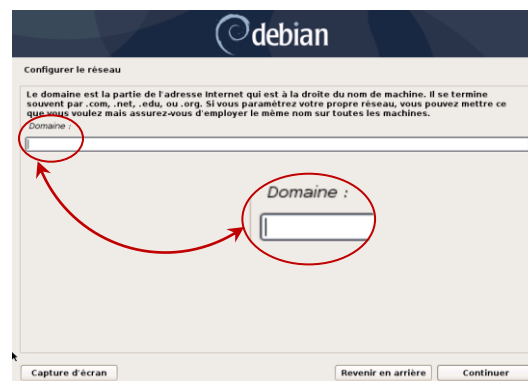 debian
Configurer le réseau
Le domaine est la partie de l'adresse Internet qui est à la droite du nom de machine. Il se termine
souvent par .com, .net, .edu, ou .org. Si vous paramétrez votre propre réseau, vous pouvez mettre ce
que vous voulez mais assurez-vous d'employer le même nom sur toutes les machines.
Domaine :
Domaine :
Capture d'écran
Revenir en arrière
Continuer